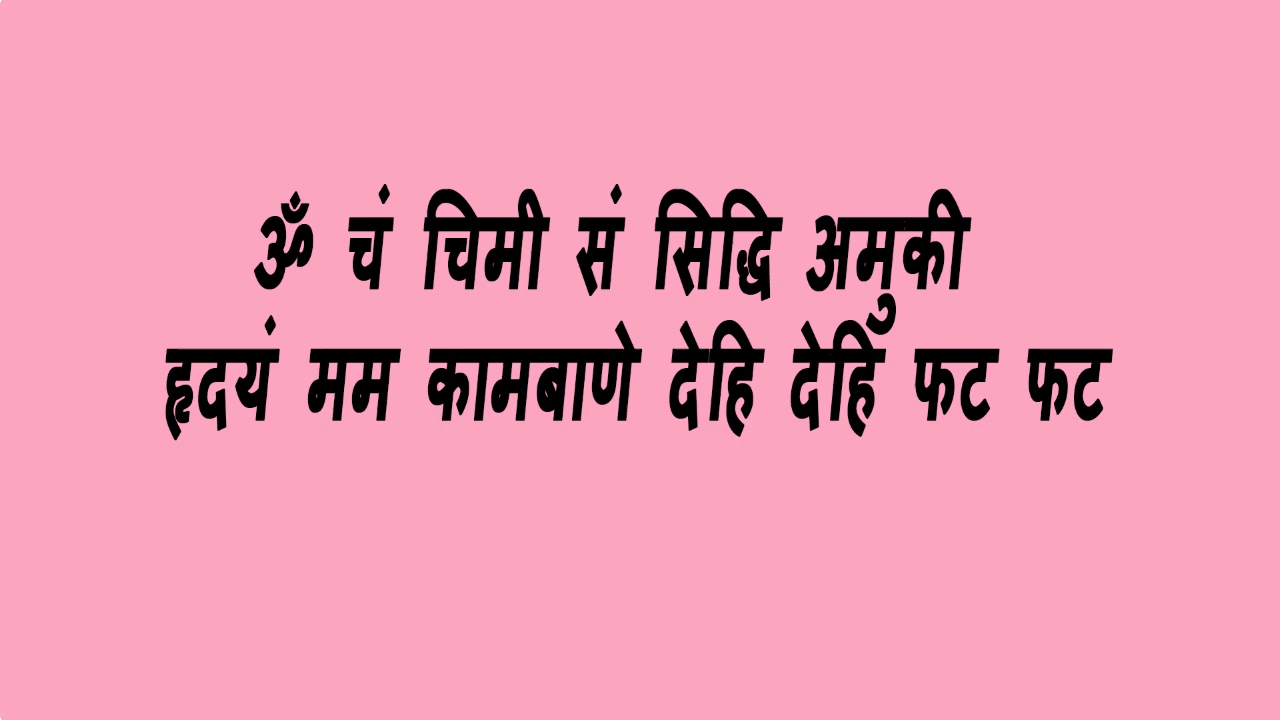 ॐ चं चिमी सं सिद्धि अमुकी
हृदयं मम कामबाणे देहि देहि फट फट